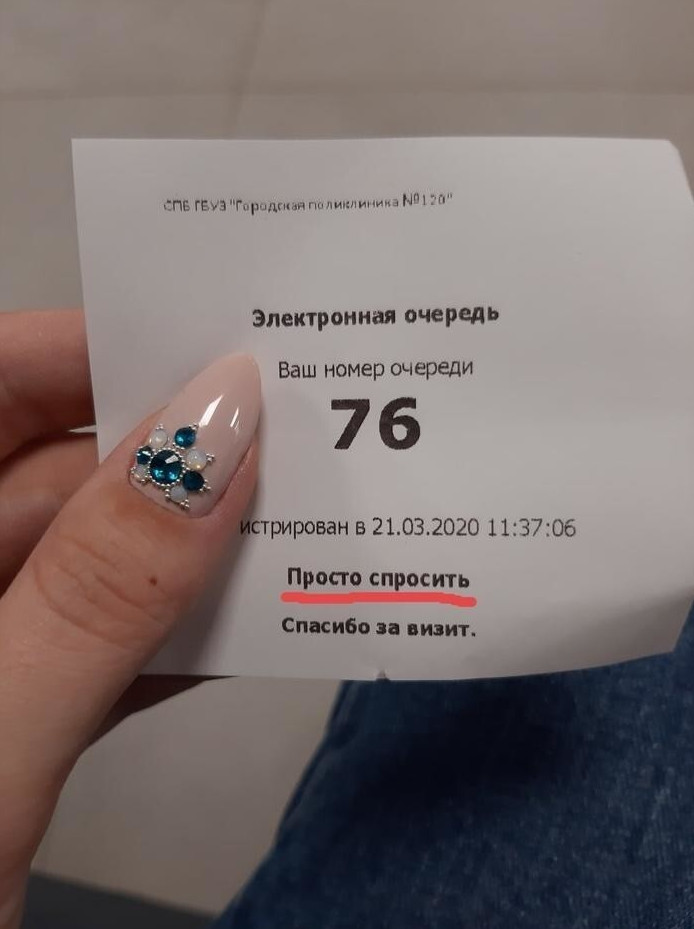 СПБ ГБУЗ "Городская поликлиника №120"
Электронная очередь
Ваш номер очереди
76
истрирован в 21.03.2020 11:37:06
Просто спросить
Спасибо за визит.